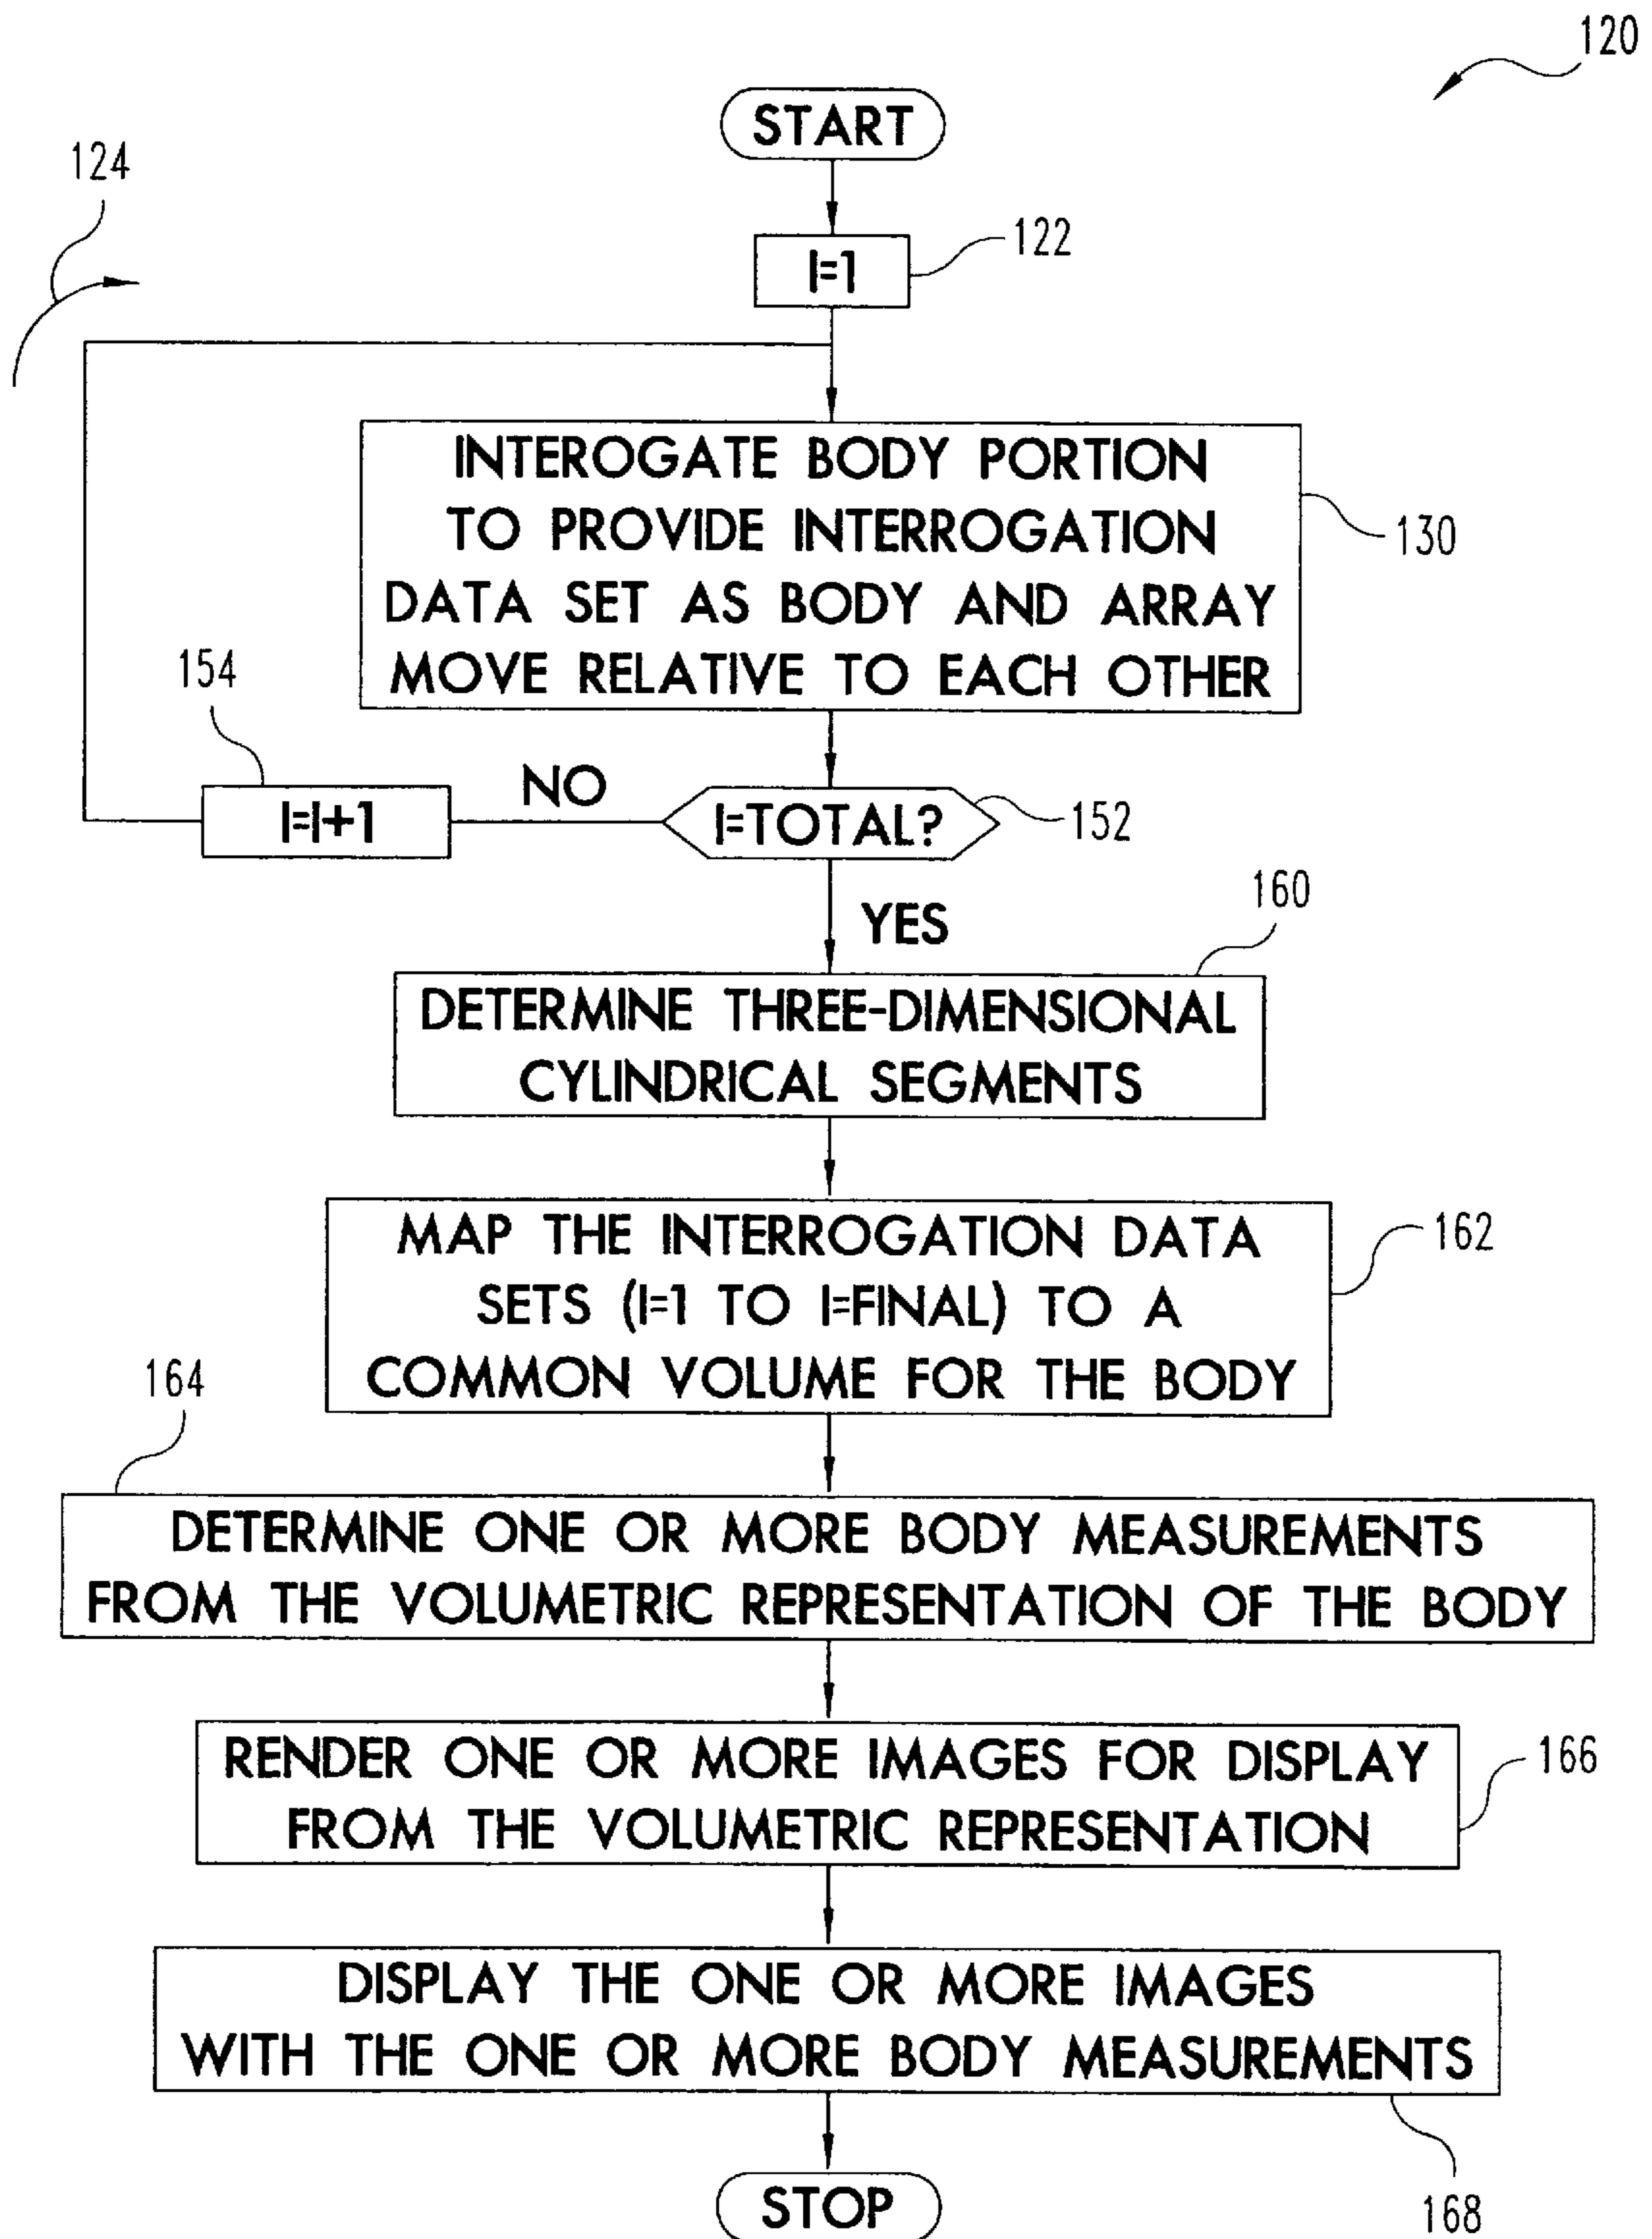 120
START
124
122
I=1
INTEROGATE BODY PORTION
TO PROVIDE INTERROGATION
DATA SET AS BODY AND ARRAY
MOVE RELATIVE TO EACH OTHER
130
154
I=I+1
NO
I=TOTAL?
152
YES
160
DETERMINE THREE-DIMENSIONAL
CYLINDRICAL SEGMENTS
MAP THE INTERROGATION DATA
SETS (I=1 TO I=FINAL) TO A
COMMON VOLUME FOR THE BODY
162
164
DETERMINE ONE OR MORE BODY MEASUREMENTS
FROM THE VOLUMETRIC REPRESENTATION OF THE BODY
RENDER ONE OR MORE IMAGES FOR DISPLAY
FROM THE VOLUMETRIC REPRESENTATION
166
DISPLAY THE ONE OR MORE IMAGES
WITH THE ONE OR MORE BODY MEASUREMENTS
168
STOP